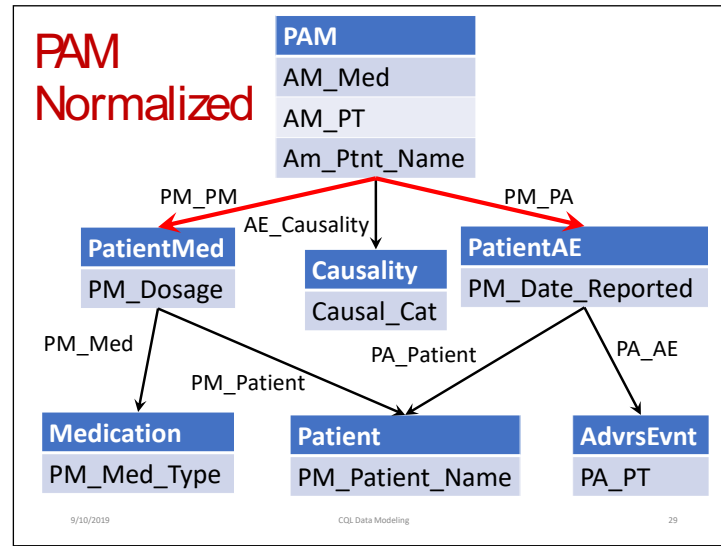 PAM
Normalized
PAM
AM_Med
AM_PT
Am_Ptnt_Name
PM_PM
AE_Causality
PM_PA
PatientMed
PM_Dosage
Causality
Causal_Cat
PatientAE
PM_Date_Reported
PM_Med
PM_Patient
PA_Patient
PA_AE
Medication
PM_Med_Type
Patient
PM_Patient_Name
AdvrsEvnt
PA_PT
9/10/2019
CQL Data Modeling
29